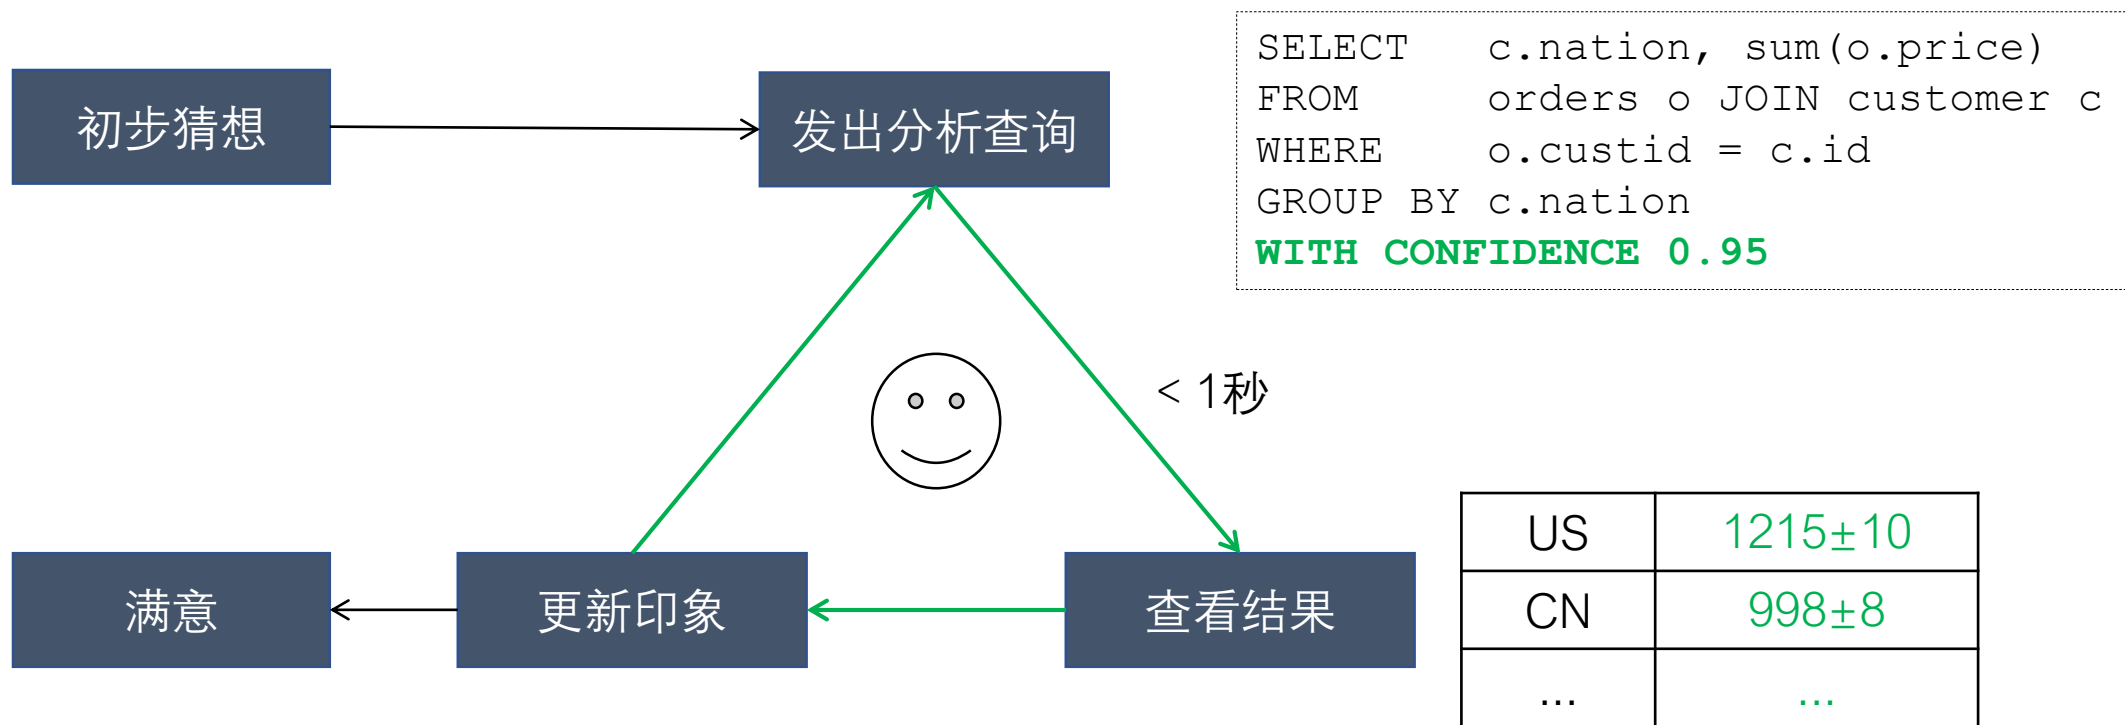 初步猜想
发出分析查询
SELECT c.nation, sum(o.price)
FROM orders o JOIN customer c
WHERE o.custid = c.id
GROUP BY c.nation
WITH CONFIDENCE 0.95
< 1秒
满意
更新印象
查看结果
US 1215±10
CN 998±8
... ...